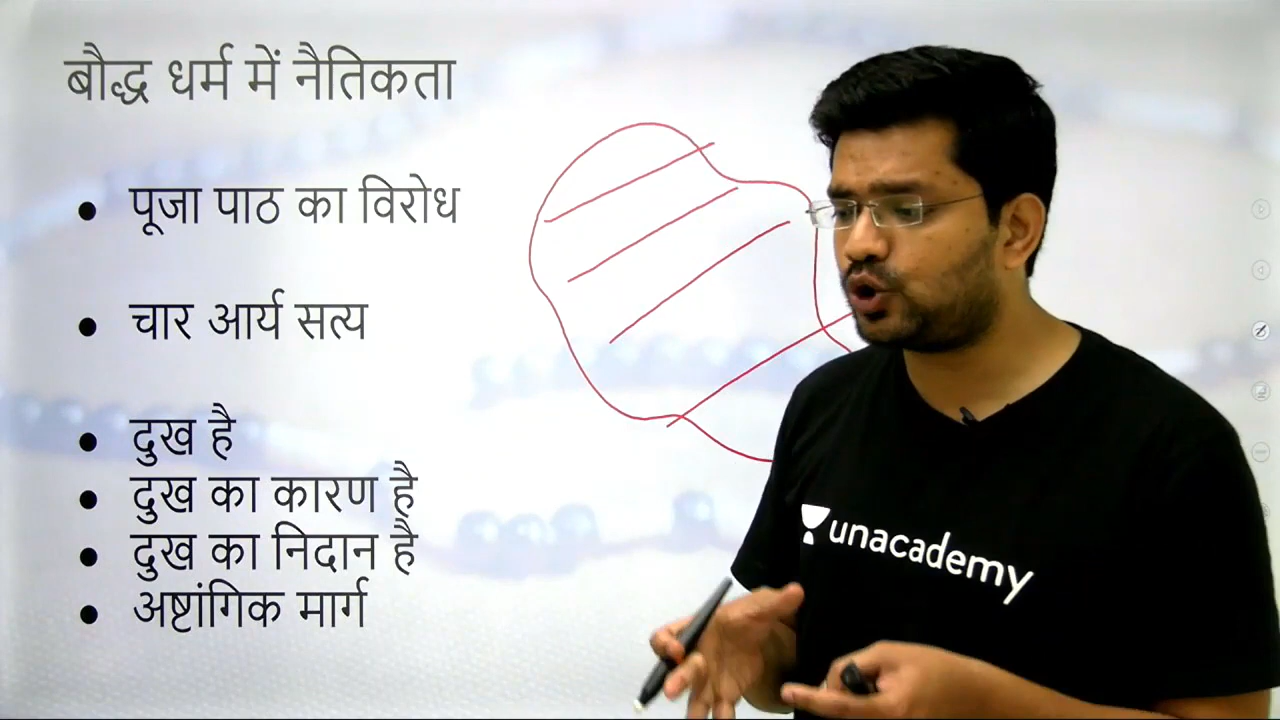 बौद्ध धर्म में नैतिकता
पूजा पाठ का विरोध
चार आर्य सत्य
दुख है
दुख का कारण है
दुख का निदान है
अष्टांगिक मार्ग
unacademy